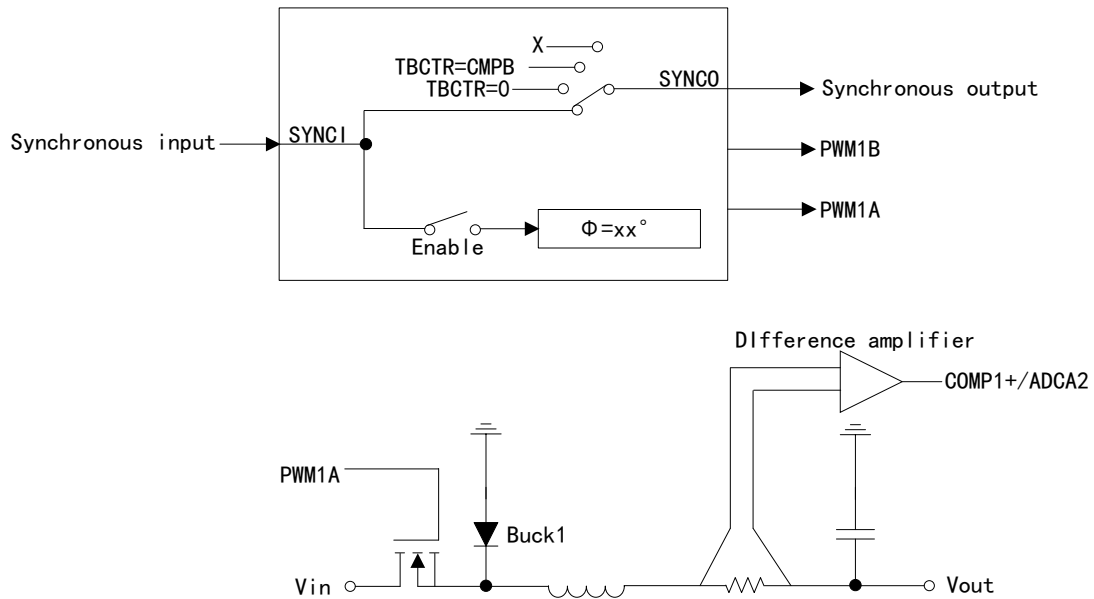 X
TBCTR=CMPB
TBCTR=0
SYNCO
Synchronous output
Synchronous input
SYNCI
PWM1B
PWM1A
Enable
Φ=xx°
DIfference amplifier
COMP1+/ADCA2
PWM1A
Buck1
Vin
Vout